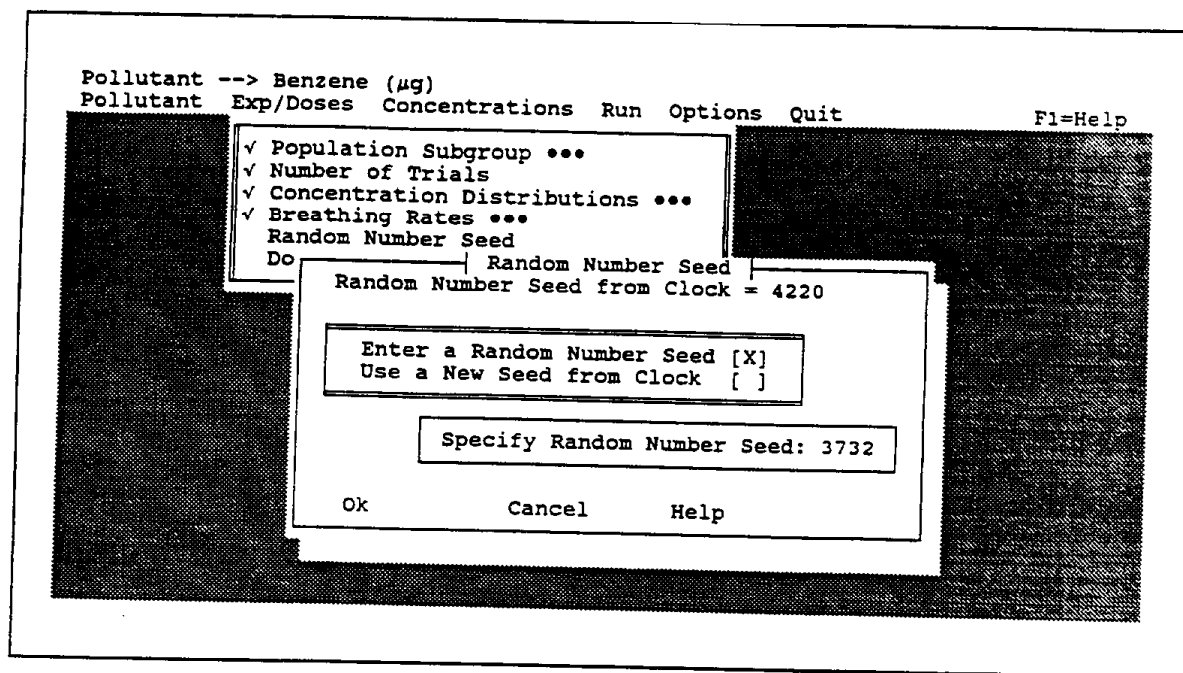 Pollutant --> Benzene (µg)
Pollutant Exp/Doses Concentrations Run Options Quit F1=Help
√ Population Subgroup •••
√ Number of Trials
√ Concentration Distributions •••
√ Breathing Rates •••
Random Number Seed
Do
Random Number Seed
Random Number Seed from Clock = 4220
Enter a Random Number Seed [X]
Use a New Seed from Clock [ ]
Specify Random Number Seed: 3732
Ok Cancel Help